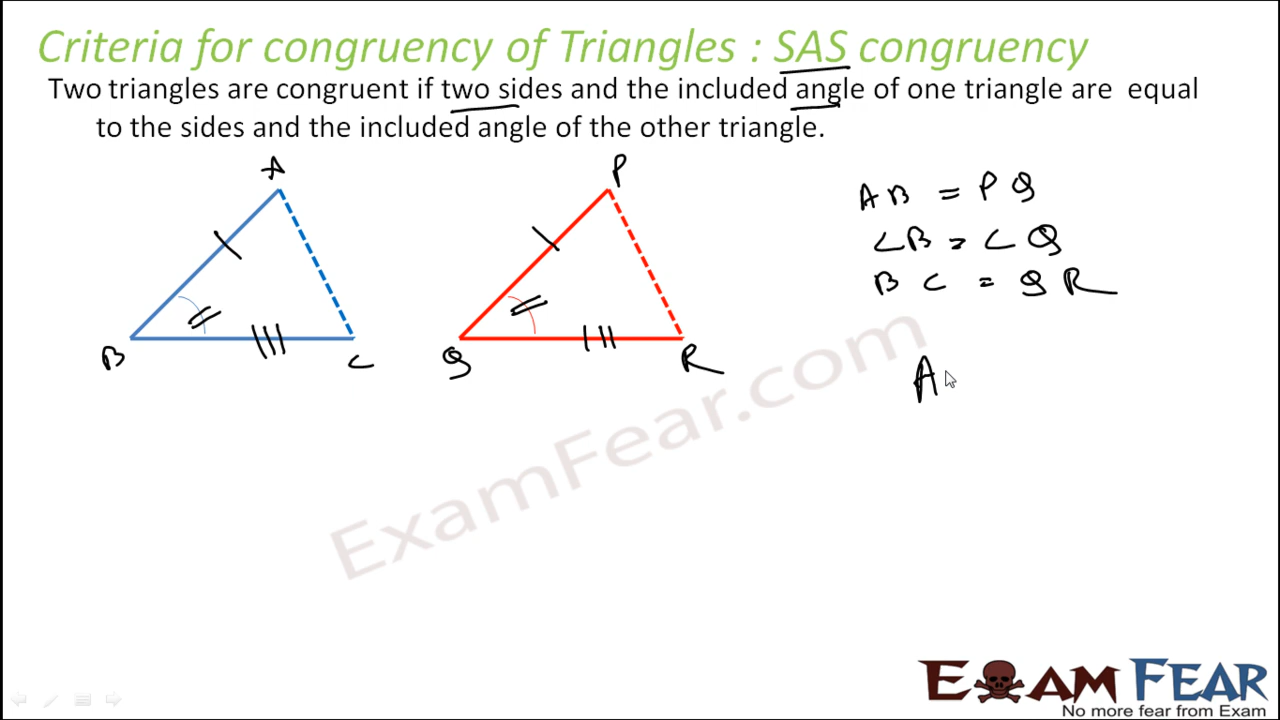 Criteria for congruency of Triangles : SAS congruency
Two triangles are congruent if two sides and the included angle of one triangle are equal
to the sides and the included angle of the other triangle.
A
P
B
C
Q
R
AB = PQ
∠B = ∠Q
BC = QR
A
ExamFear.com
EXAM FEAR
No more fear from Exam